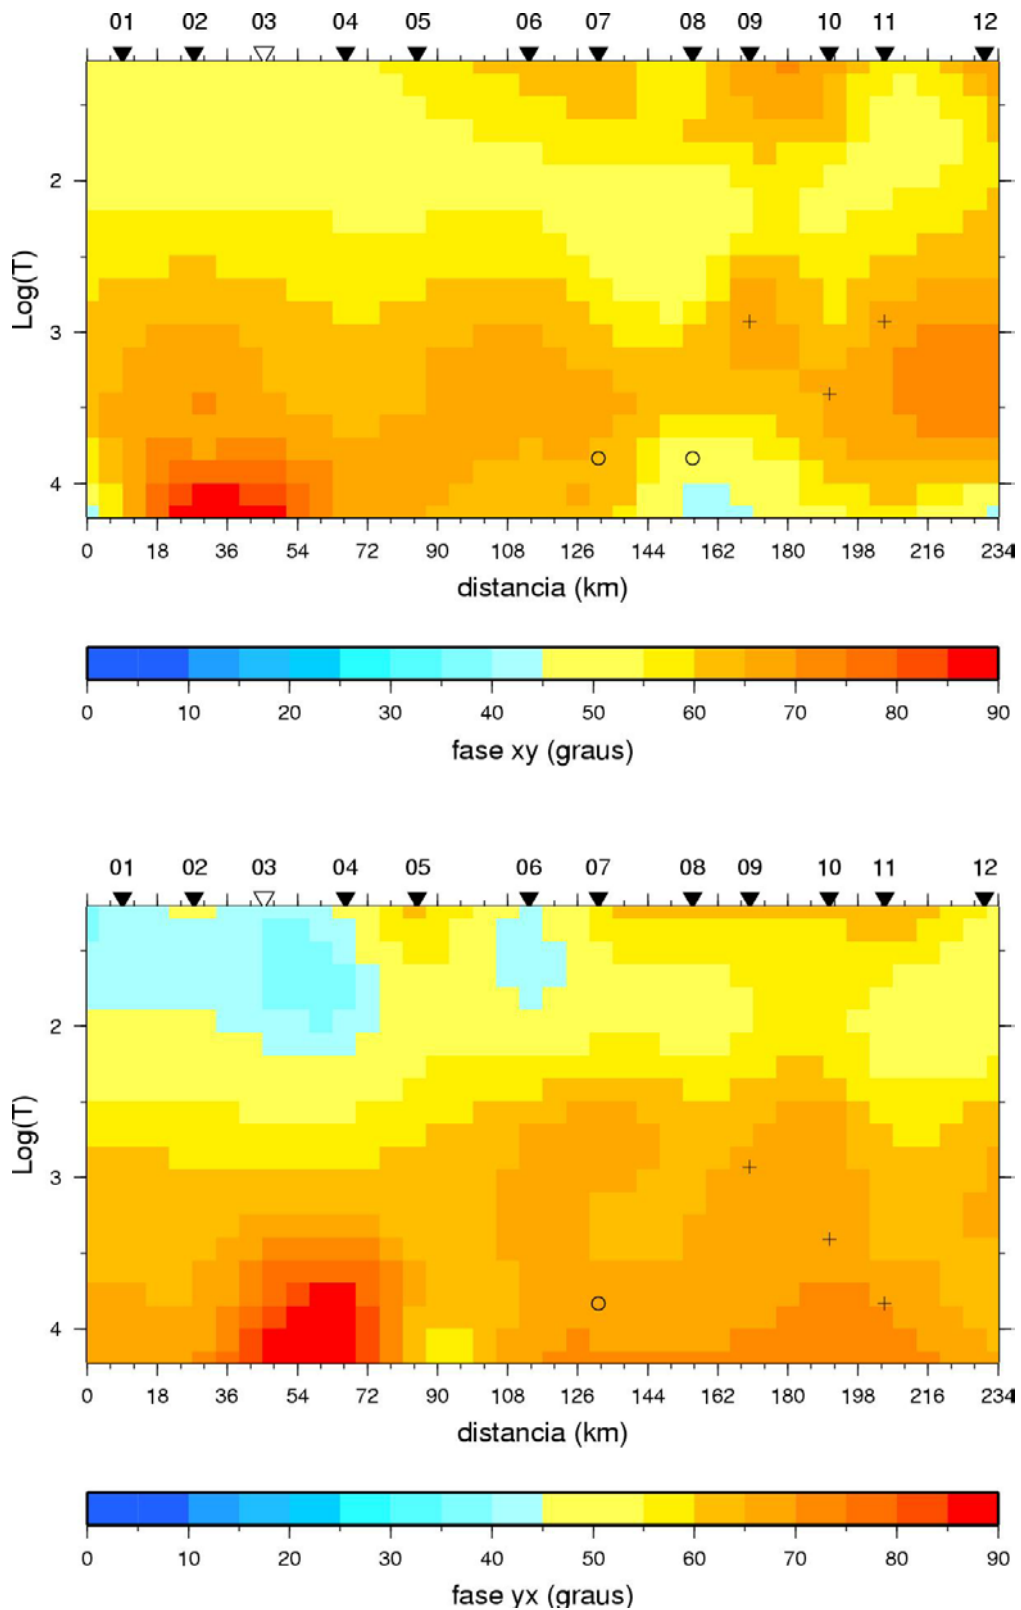 01 02 03 04 05 06 07 08 09 10 11 12
2
Log(T)
3
4
0 18 36 54 72 90 108 126 144 162 180 198 216 234
distancia (km)
0 10 20 30 40 50 60 70 80 90
fase xy (graus)
01 02 03 04 05 06 07 08 09 10 11 12
2
Log(T)
3
4
0 18 36 54 72 90 108 126 144 162 180 198 216 234
distancia (km)
0 10 20 30 40 50 60 70 80 90
fase yx (graus)